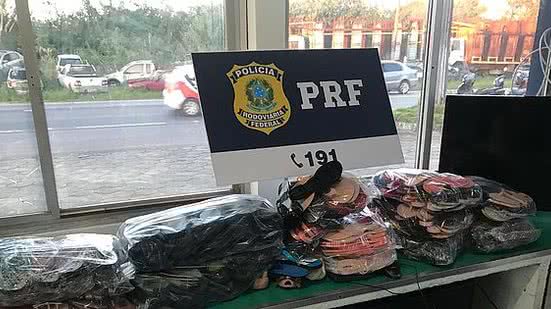 POLÍCIA
RODOVIÁRIA
FEDERAL
PRF
191